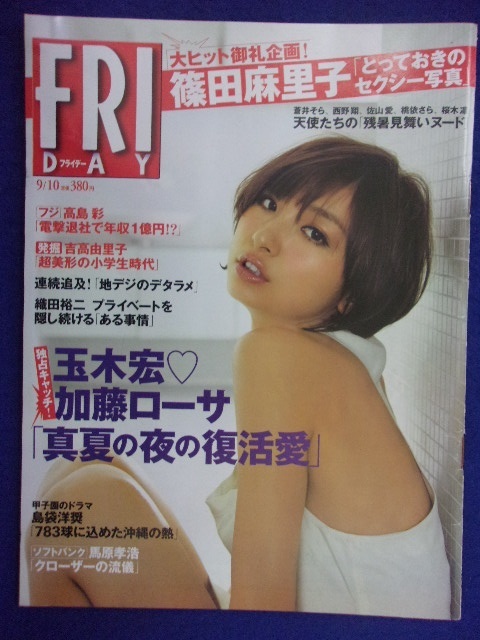 FRI
DAY
フライデー
9/10 定価380円
大ヒット御礼企画!
篠田麻里子「とっておきの
セクシー写真」
蒼井そら、西野翔、佐山愛、桃依さら、桜木凛
天使たちの「残暑見舞いヌード」
フジ 高島 彩
「電撃退社で年収1億円!?」
発掘 吉高由里子
「超美形の小学生時代」
連続追及!「地デジのデタラメ」
織田裕二 プライベートを
隠し続ける「ある事情」
独占キャッチ!
玉木宏♡
加藤ローサ
「真夏の夜の復活愛」
甲子園のドラマ
島袋洋奨
「783球に込めた沖縄の熱」
ソフトバンク 馬原孝浩
「クローザーの流儀」